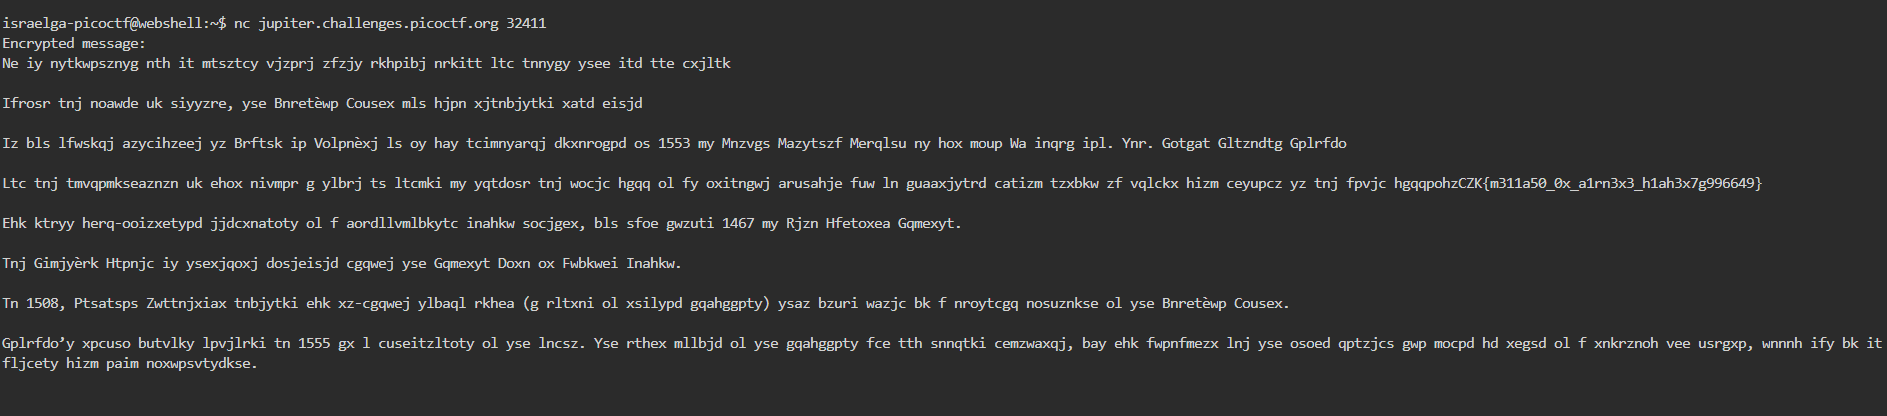 israelga-picoctf@webshell:~$ nc jupiter.challenges.picoctf.org 32411
Encrypted message:
Ne iy nytkwpsznyg nth it mtsztcy vjzprj zfzjy rkhpibj nrkitt ltc tnnygy ysee itd tte cxjltk
Ifrosr tnj noawde uk siyyzre, yse Bnretèwp Cousex mls hjpn xjtnbjytki xatd eisjd
Iz bls lfwskqj azycihzeej yz Brftsk ip Volpnèxj ls oy hay tcimnyarqj dkxnrogpd os 1553 my Mnzvgs Mazytszf Merqlsu ny hox moup Wa inqrg ipl. Ynr. Gotgat Gltzndtg Gplrfdo
Ltc tnj tmvqpmkseaznzn uk ehox nivmpr g ylbrj ts ltcmki my yqtdosr tnj wocjc hgqq ol fy oxitngwj arusahje fuw ln guaaxjytrd catizm tzxbkw zf vqlckx hizm ceyupcz yz tnj fpvjc hgqqpohzCZK{m311a50_0x_a1rn3x3_h1ah3x7g996649}
Ehk ktryy herq-ooizxetypd jjdcxnatoty ol f aordllvmlbkytc inahkw socjgex, bls sfoe gwzuti 1467 my Rjzn Hfetoxea Gqmexyt.
Tnj Gimjyèrk Htpnjc iy ysexjqoxj dosjeisjd cgqwej yse Gqmexyt Doxn ox Fwbkwei Inahkw.
Tn 1508, Ptsatsps Zwttnjxiax tnbjytki ehk xz-cgqwej ylbaql rkhea (g rltxni ol xsilypd gqahggpty) ysaz bzuri wazjc bk f nroytcgq nosuznkse ol yse Bnretèwp Cousex.
Gplrfdo’y xpcuso butvlky lpvjlrki tn 1555 gx l cuseitzltoty ol yse lncsz. Yse rthex mllbjd ol yse gqahggpty fce tth snnqtki cemzwaxqj, bay ehk fwpnfmezx lnj yse osoed qptzjcs gwp mocpd hd xegsd ol f xnkrznoh vee usrgxp, wnnnh ify bk it
fljcety hizm paim noxwpsvtydkse.